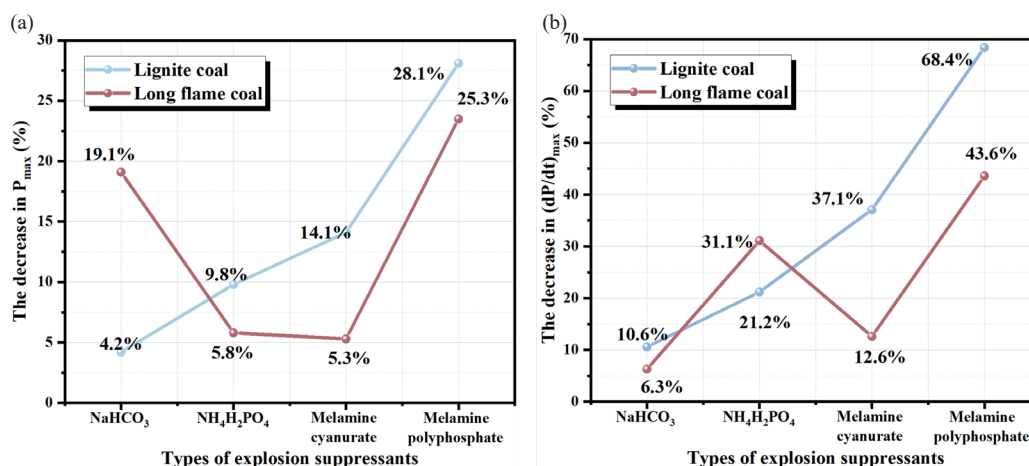 (a)
30
25
20
15
10
5
0
The decrease in Pmax (%)
Lignite coal
Long flame coal
19.1%
4.2%
9.8%
5.8%
14.1%
5.3%
28.1%
25.3%
NaHCO₃
NH₄H₂PO₄
Melamine
cyanurate
Melamine
polyphosphate
Types of explosion suppressants
(b)
70
60
50
40
30
20
10
0
The decrease in (dP/dt)max (%)
Lignite coal
Long flame coal
10.6%
6.3%
31.1%
21.2%
37.1%
12.6%
68.4%
43.6%
NaHCO₃
NH₄H₂PO₄
Melamine
cyanurate
Melamine
polyphosphate
Types of explosion suppressants